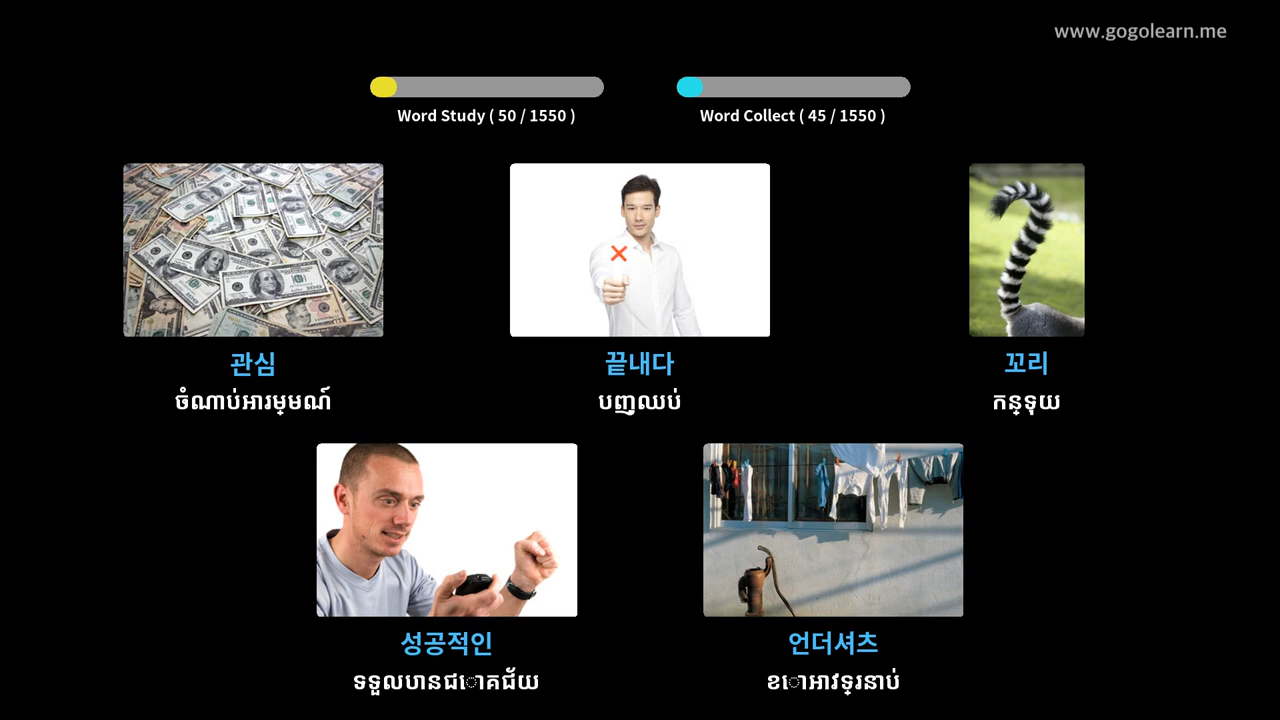 www.gogolearn.me
Word Study ( 50 / 1550 )
Word Collect ( 45 / 1550 )
관심
ចំណាប់អារម្មណ៍
끝내다
បញ្ឈប់
꼬리
កន្ទុយ
성공적인
ទទួលបានជោគជ័យ
언더셔츠
ខោអាវទ្រនាប់